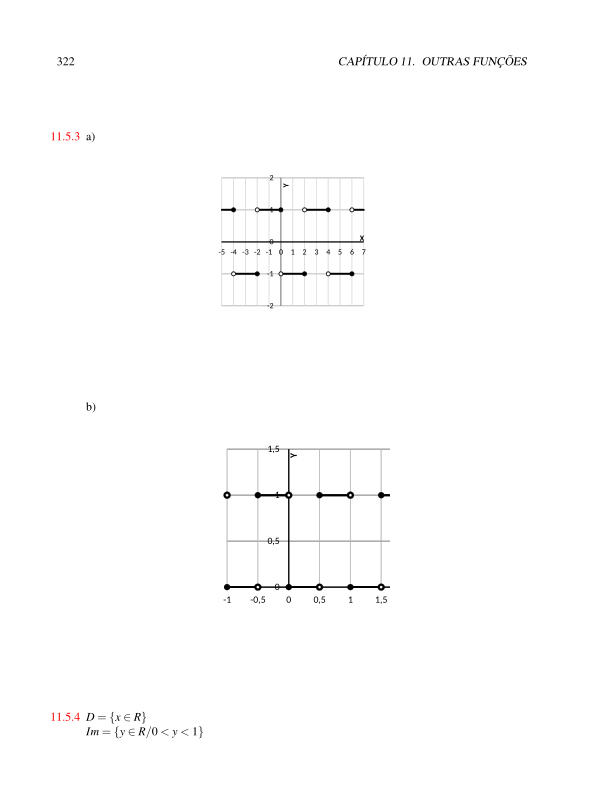 322
CAPÍTULO 11. OUTRAS FUNÇÕES
11.5.3 a)
2
Y
1
X
0
-5 -4 -3 -2 -1 0 1 2 3 4 5 6 7
-1
-2
b)
1,5
Y
1
0,5
0
-1 -0,5 0 0,5 1 1,5
11.5.4 D = {x ∈ R}
Im = {y ∈ R/0 < y < 1}